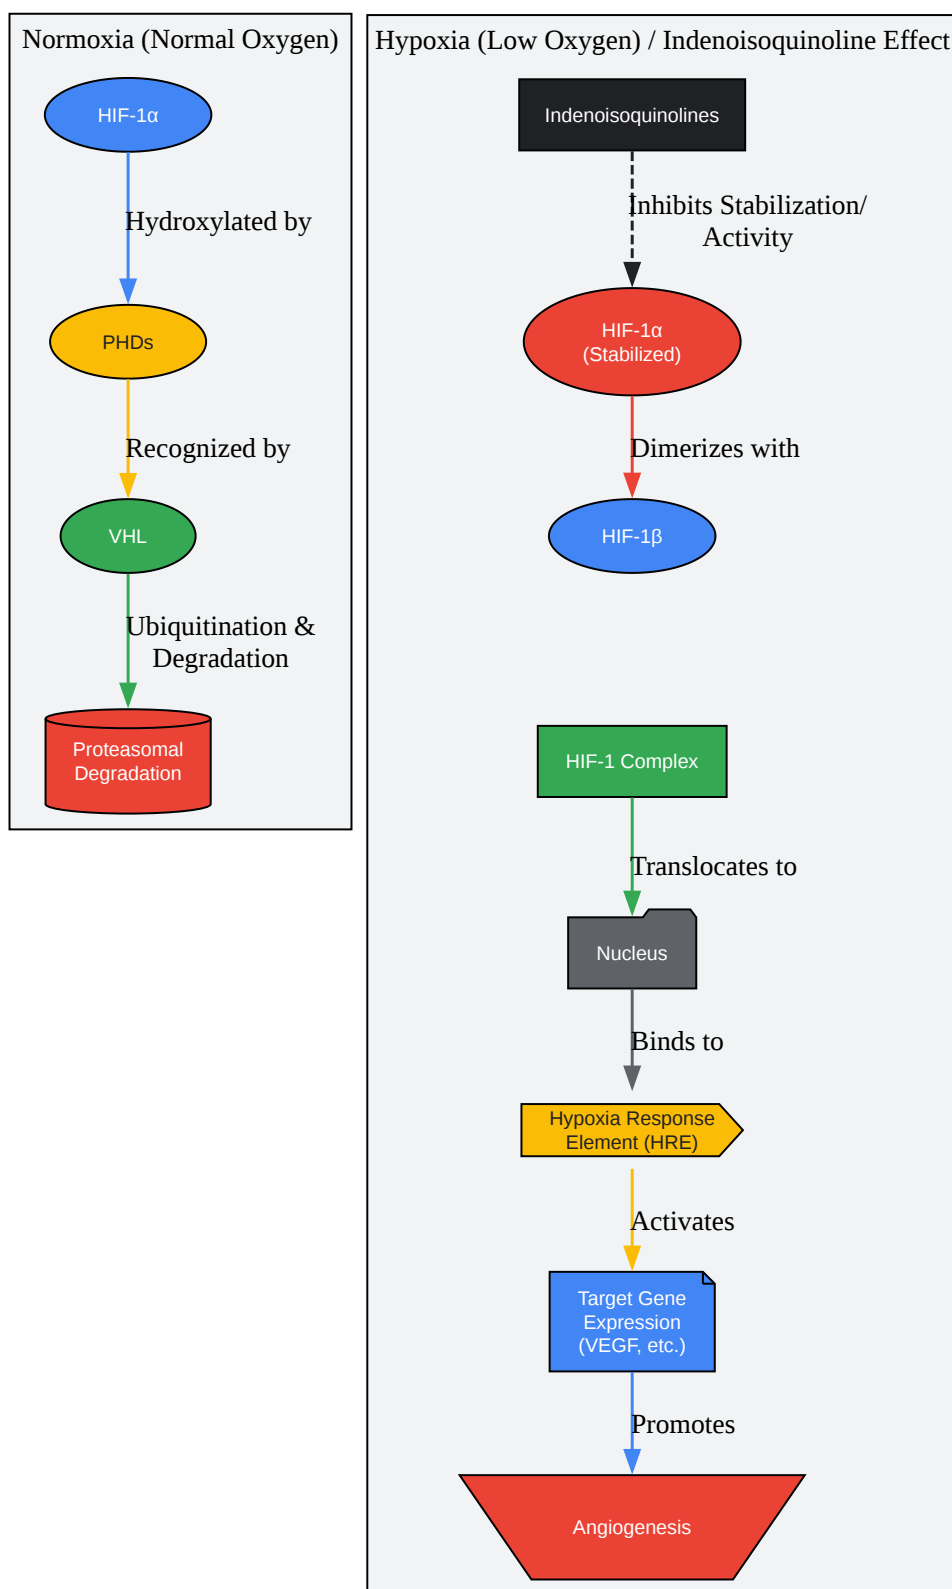 Normoxia (Normal Oxygen)
HIF-1α
Hydroxylated by
PHDs
Recognized by
VHL
Ubiquitination &
Degradation
Proteasomal
Degradation
Hypoxia (Low Oxygen) / Indenoisoquinoline Effect
Indenoisoquinolines
Inhibits Stabilization/
Activity
HIF-1α
(Stabilized)
Dimerizes with
HIF-1β
HIF-1 Complex
Translocates to
Nucleus
Binds to
Hypoxia Response
Element (HRE)
Activates
Target Gene
Expression
(VEGF, etc.)
Promotes
Angiogenesis